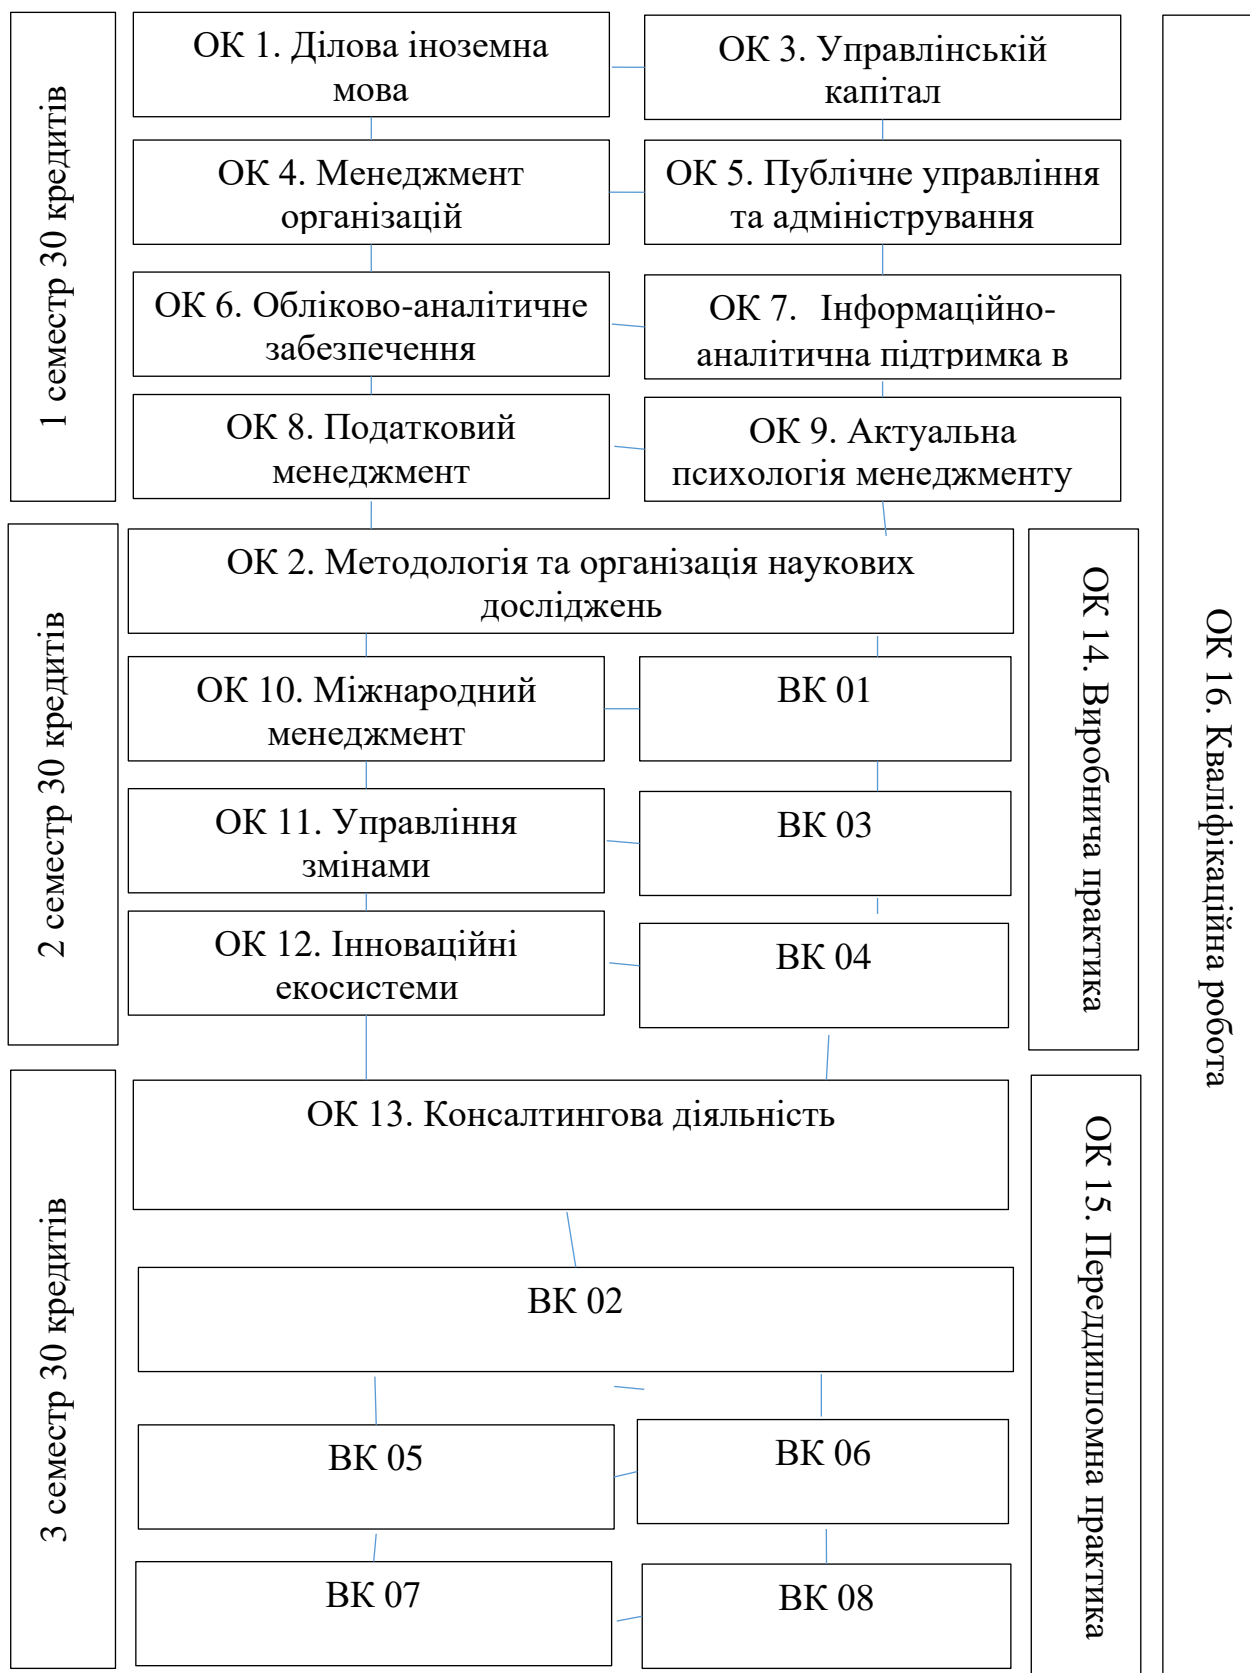 1 семестр 30 кредитів
ОК 1. Ділова іноземна
мова
ОК 3. Управлінській
капітал
ОК 4. Менеджмент
організацій
ОК 5. Публічне управління
та адміністрування
ОК 6. Обліково-аналітичне
забезпечення
ОК 7. Інформаційно-
аналітична підтримка в
ОК 8. Податковий
менеджмент
ОК 9. Актуальна
психологія менеджменту
2 семестр 30 кредитів
ОК 2. Методологія та організація наукових
досліджень
ОК 10. Міжнародний
менеджмент
ВК 01
ОК 11. Управління
змінами
ВК 03
ОК 12. Інноваційні
екосистеми
ВК 04
ОК 14. Виробнича практика
3 семестр 30 кредитів
ОК 13. Консалтингова діяльність
ВК 02
ВК 05
ВК 06
ВК 07
ВК 08
ОК 15. Переддипломна практика
ОК 16. Кваліфікаційна робота